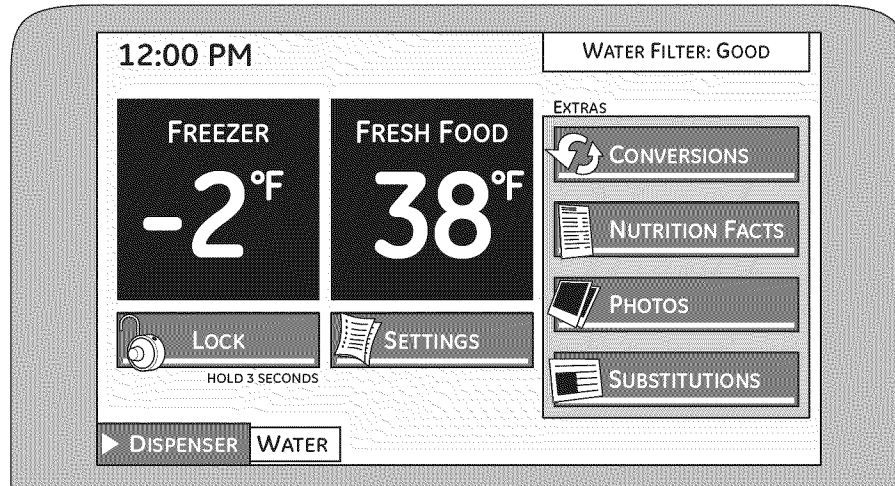 12:00 PM
WATER FILTER: GOOD
FREEZER
-2°F
FRESH FOOD
38°F
EXTRAS
CONVERSIONS
NUTRITION FACTS
PHOTOS
SUBSTITUTIONS
LOCK
HOLD 3 SECONDS
SETTINGS
DISPENSER
WATER